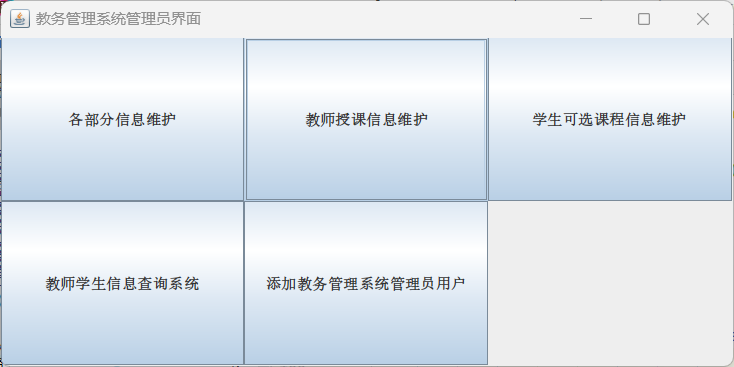 教务管理系统管理员界面
各部分信息维护
教师授课信息维护
学生可选课程信息维护
教师学生信息查询系统
添加教务管理系统管理员用户